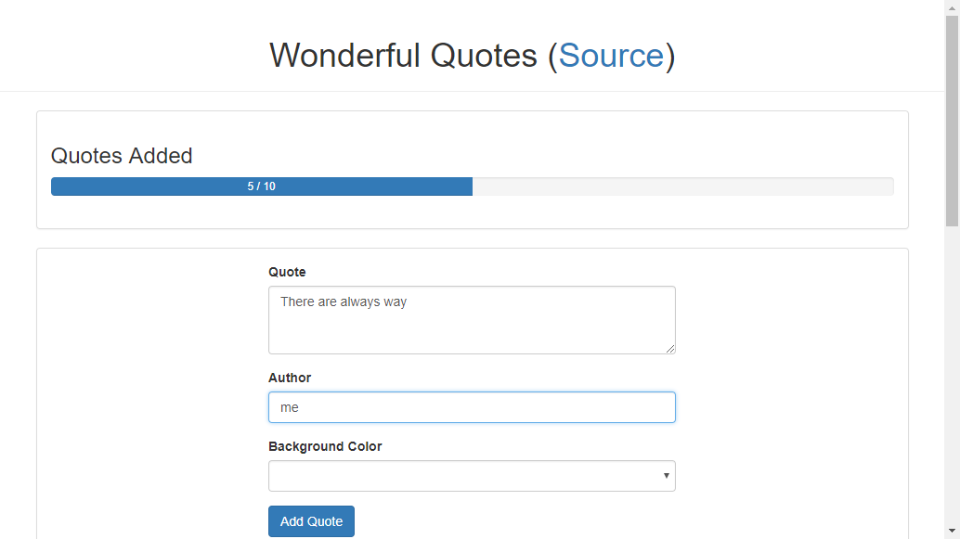 Wonderful Quotes (Source)
Quotes Added
5 / 10
Quote
There are always way
Author
me
Background Color
Add Quote